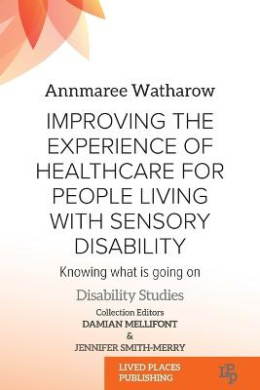 Annmaree Watharow
IMPROVING THE
EXPERIENCE OF
HEALTHCARE FOR
PEOPLE LIVING
WITH SENSORY
DISABILITY
Knowing what is going on
Disability Studies
Collection Editors
DAMIAN MELLIFONT
&
JENNIFER SMITH-MERRY
LIVED PLACES
PUBLISHING
LPP